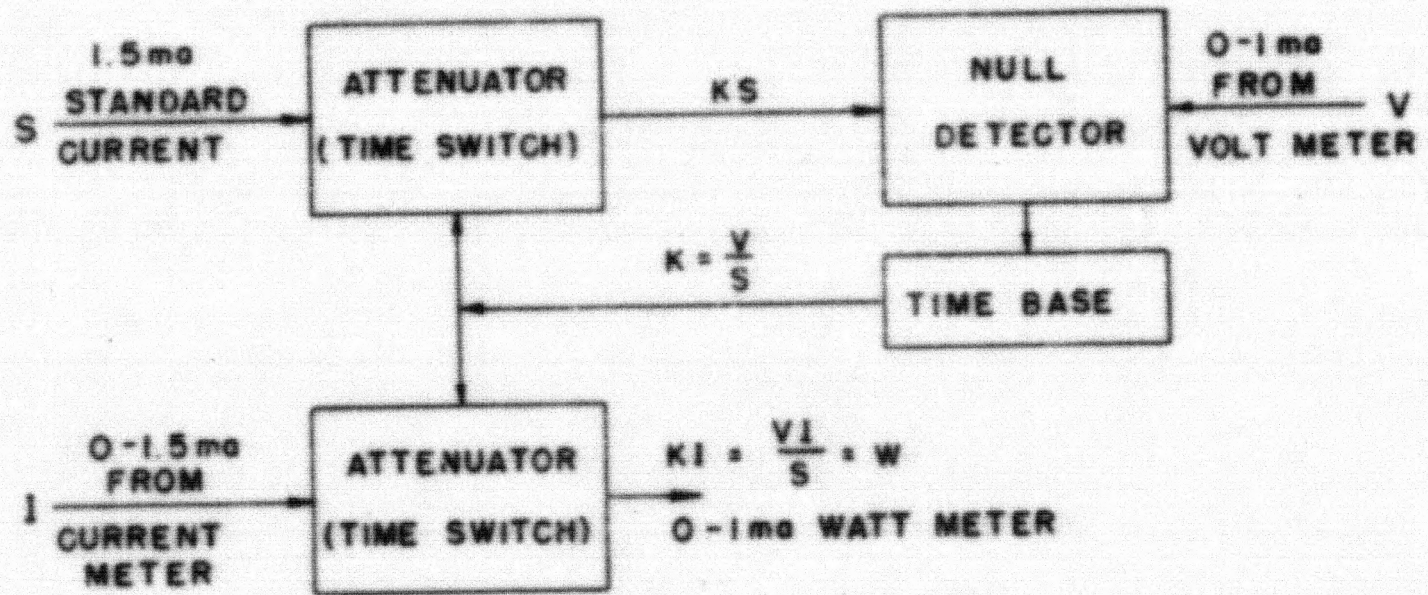 1.5 ma
STANDARD
S
CURRENT
ATTENUATOR
(TIME SWITCH)
KS
NULL
DETECTOR
0-1 ma
FROM
V
VOLT METER
K = V/S
TIME BASE
0-1.5 ma
FROM
I
CURRENT
METER
ATTENUATOR
(TIME SWITCH)
KI = VI/S = W
0-1 ma WATT METER